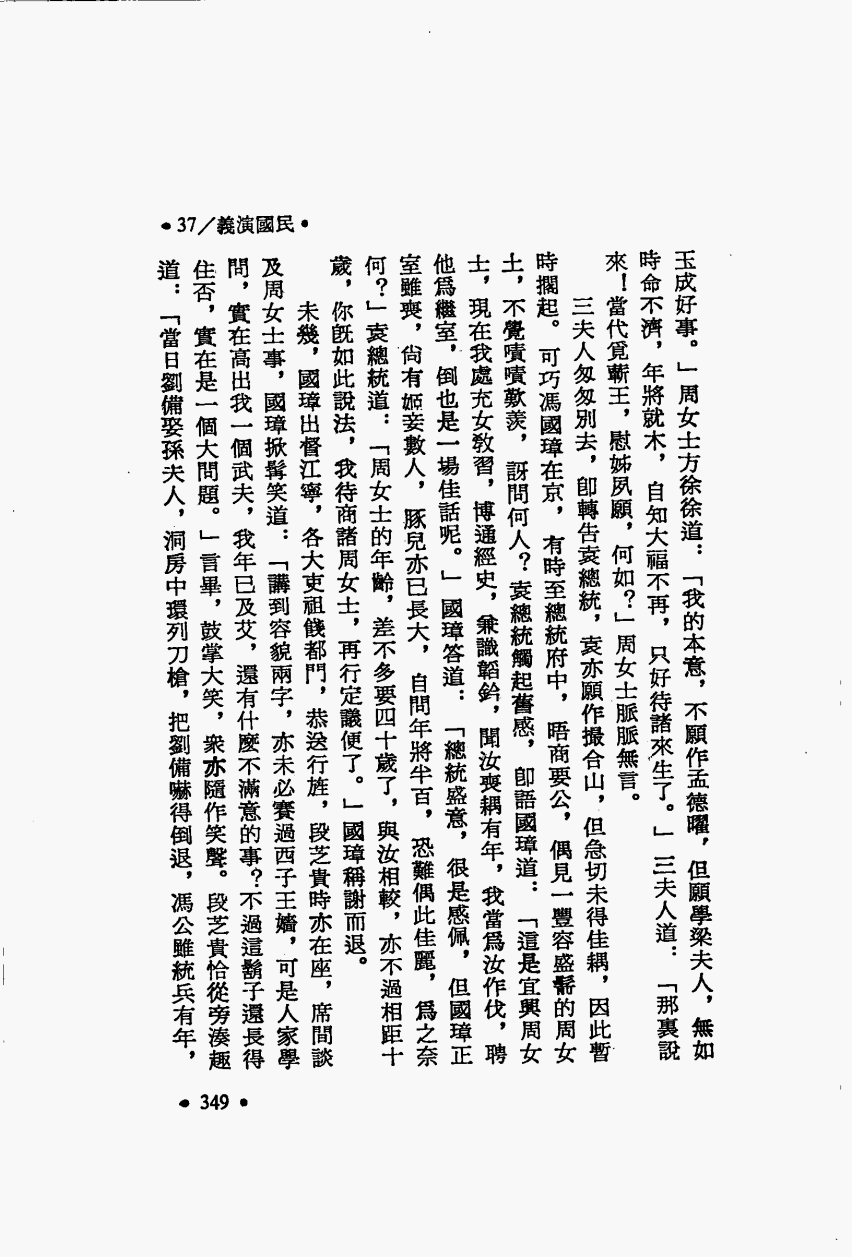 •37/義演國民•
玉成好事。」周女士方徐徐道：「我的本意，不願作孟德曜，但願學梁夫人，無如
時命不濟，年將就木，自知大福不再，只好待諸來生了。」三夫人道：「那裏說
來！當代覓蘄王，慰姊夙願，何如？」周女士脈脈無言。
三夫人匆匆別去，卽轉告袁總統，袁亦願作撮合山，但急切未得佳耦，因此暫
時擱起。可巧馮國璋在京，有時至總統府中，晤商要公，偶見一豐容盛鬋的周女
士，不覺嘖嘖歎羡，訝問何人？袁總統觸起舊感，卽語國璋道：「這是宜興周女
士，現在我處充女敎習，博通經史，兼識韜鈐，聞汝喪耦有年，我當爲汝作伐，聘
他爲繼室，倒也是一場佳話呢。」國璋答道：「總統盛意，很是感佩，但國璋正
室雖喪，尙有姬妾數人，豚兒亦已長大，自問年將半百，恐難偶此佳麗，爲之奈
何？」袁總統道：「周女士的年齡，差不多要四十歲了，與汝相較，亦不過相距十
歲，你旣如此說法，我待商諸周女士，再行定議便了。」國璋稱謝而退。
未幾，國璋出督江寧，各大吏祖餞都門，恭送行旌，段芝貴時亦在座，席間談
及周女士事，國璋掀髯笑道：「講到容貌兩字，亦未必賽過西子王嬙，可是人家學
問，實在高出我一個武夫，我年已及艾，還有什麼不滿意的事？不過這鬍子還長得
住否，實在是一個大問題。」言畢，鼓掌大笑，衆亦隨作笑聲。段芝貴恰從旁湊趣
道：「當日劉備娶孫夫人，洞房中環列刀槍，把劉備嚇得倒退，馮公雖統兵有年，
•349•